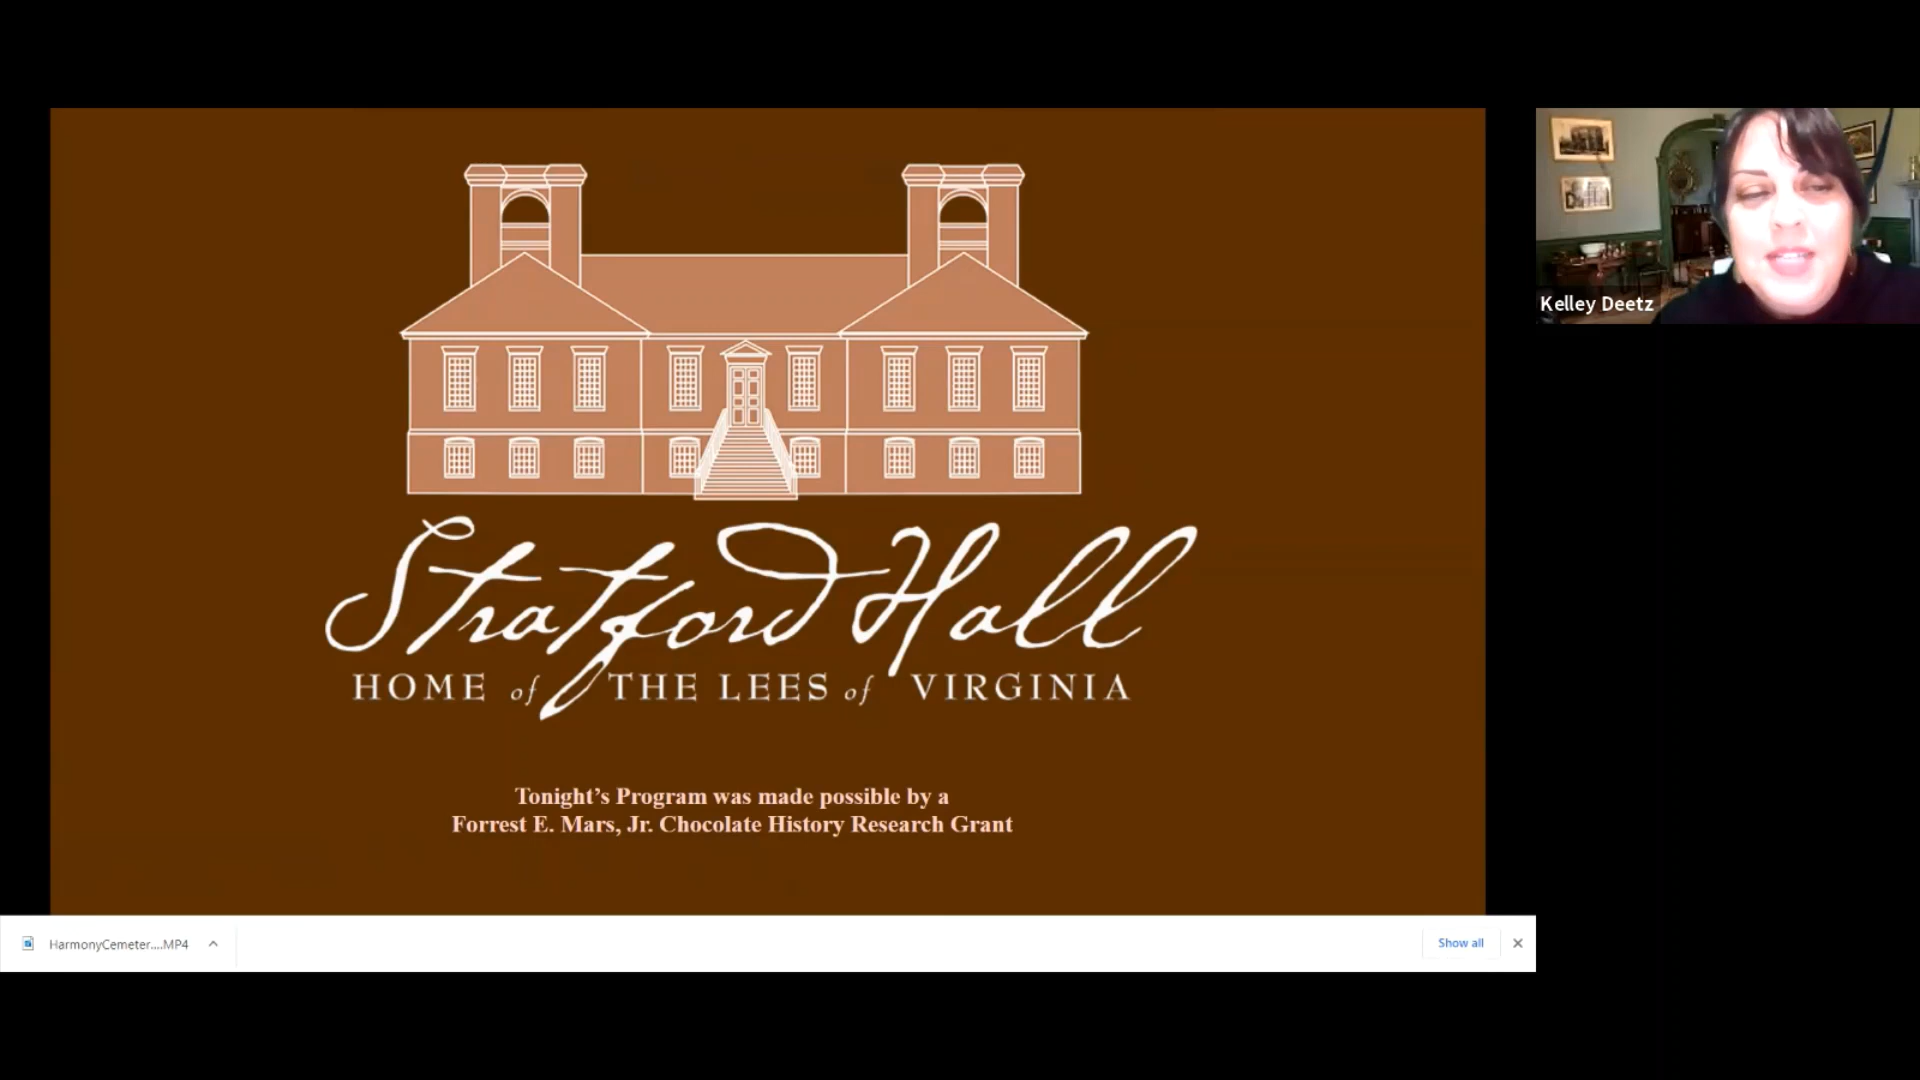 Stratford Hall
HOME of THE LEES of VIRGINIA
Tonight's Program was made possible by a
Forrest E. Mars, Jr. Chocolate History Research Grant
Kelley Deetz
HarmonyCemeter....MP4
Show all